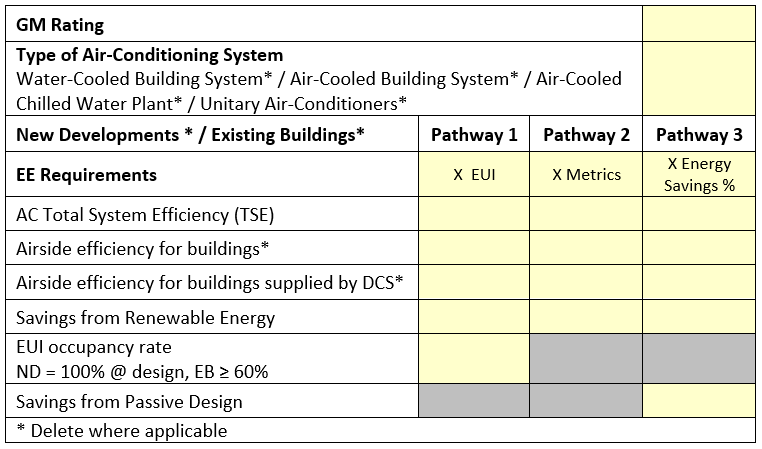 GM Rating
Type of Air-Conditioning System
Water-Cooled Building System* / Air-Cooled Building System* / Air-Cooled
Chilled Water Plant* / Unitary Air-Conditioners*
New Developments * / Existing Buildings* Pathway 1 Pathway 2 Pathway 3
EE Requirements X EUI X Metrics X Energy
Savings %
AC Total System Efficiency (TSE)
Airside efficiency for buildings*
Airside efficiency for buildings supplied by DCS*
Savings from Renewable Energy
EUI occupancy rate
ND = 100% @ design, EB ≥ 60%
Savings from Passive Design
* Delete where applicable